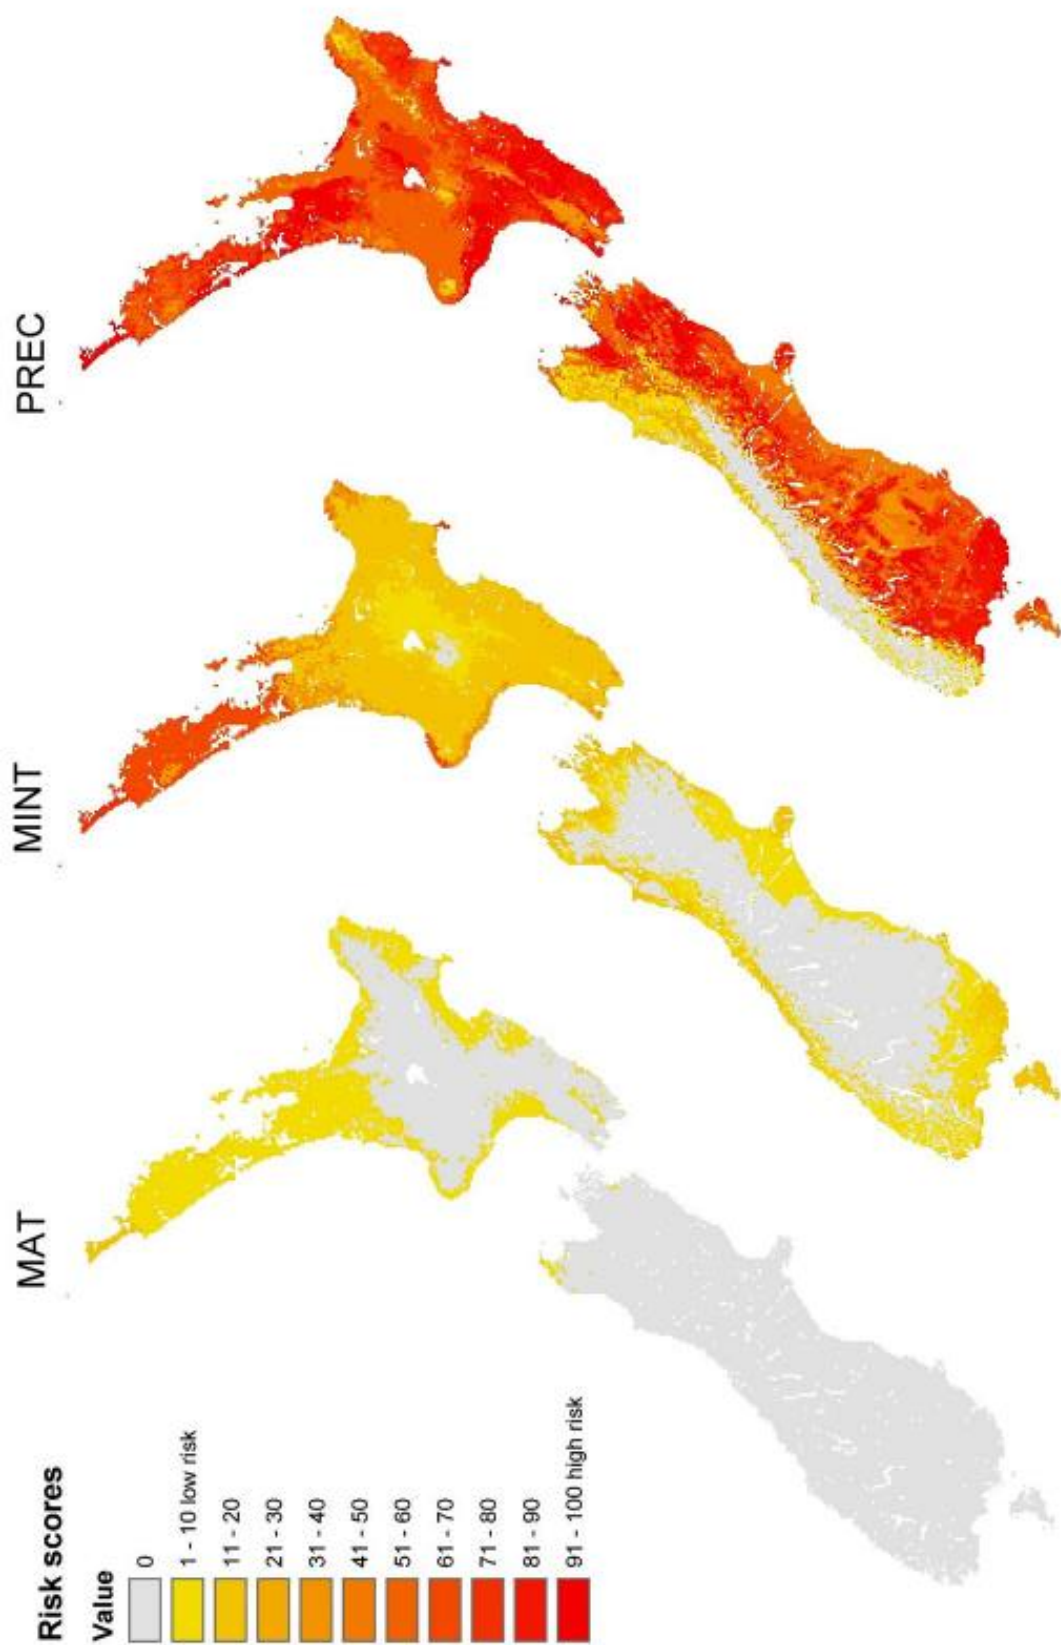 MAT
MINT
PREC
Risk scores
Value
0
1 - 10 low risk
11 - 20
21 - 30
31 - 40
41 - 50
51 - 60
61 - 70
71 - 80
81 - 90
91 - 100 high risk